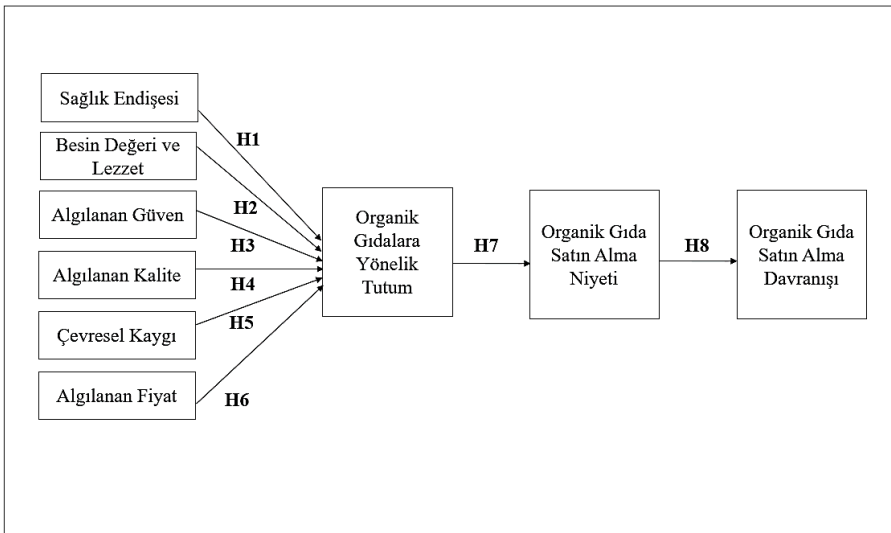 Sağlık Endişesi
Besin Değeri ve
Lezzet
Algılanan Güven
Algılanan Kalite
Çevresel Kaygı
Algılanan Fiyat
H1
H2
H3
H4
H5
H6
Organik
Gıdalara
Yönelik
Tutum
H7
Organik Gıda
Satın Alma
Niyeti
H8
Organik Gıda
Satın Alma
Davranışı